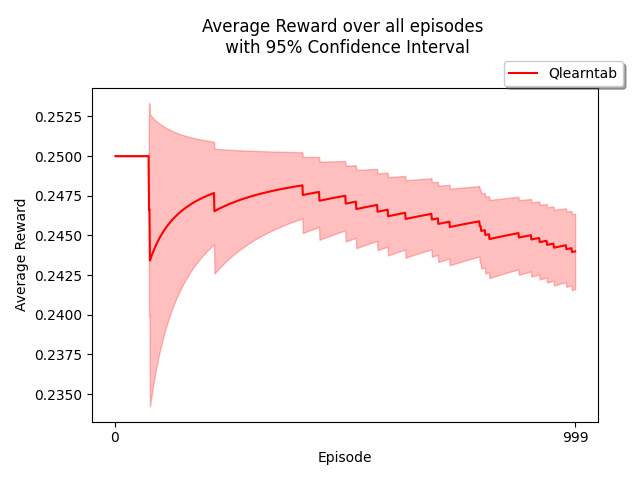 Average Reward over all episodes
with 95% Confidence Interval
Qlearntab
0.2525
0.2500
0.2475
0.2450
0.2425
0.2400
0.2375
0.2350
Average Reward
0
999
Episode